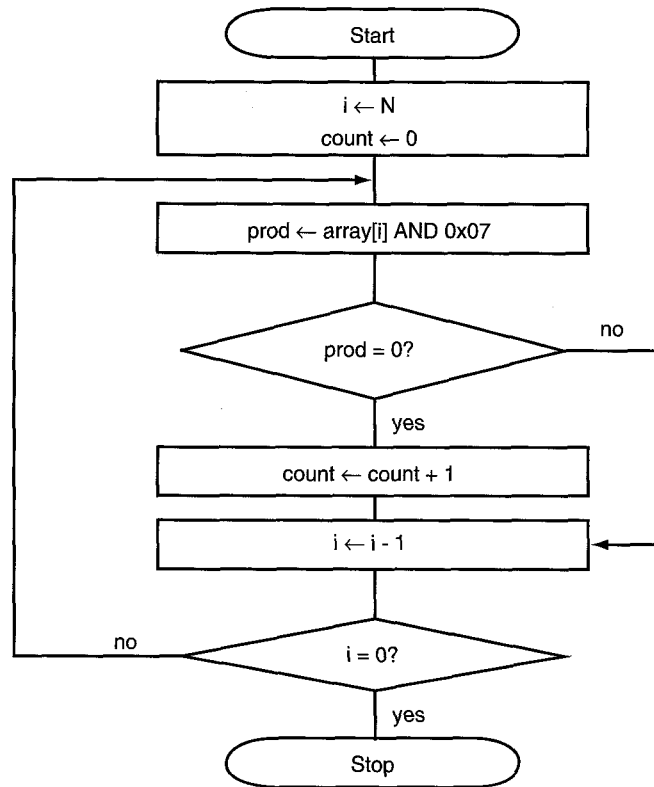 Start
i ← N
count ← 0
prod ← array[i] AND 0x07
prod = 0?
no
yes
count ← count + 1
i ← i - 1
no
i = 0?
yes
Stop